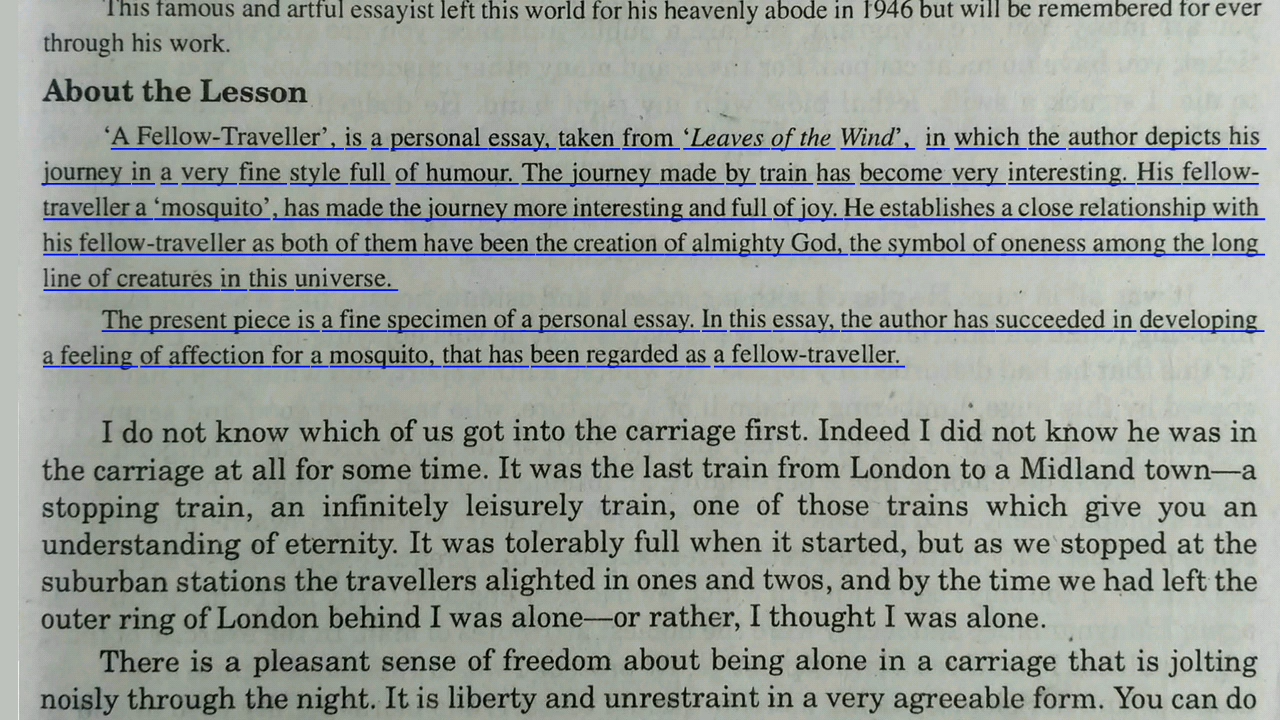 This famous and artful essayist left this world for his heavenly abode in 1946 but will be remembered for ever
through his work.
About the Lesson
'A Fellow-Traveller', is a personal essay, taken from 'Leaves of the Wind', in which the author depicts his
journey in a very fine style full of humour. The journey made by train has become very interesting. His fellow-
traveller a 'mosquito', has made the journey more interesting and full of joy. He establishes a close relationship with
his fellow-traveller as both of them have been the creation of almighty God, the symbol of oneness among the long
line of creatures in this universe.
The present piece is a fine specimen of a personal essay. In this essay, the author has succeeded in developing
a feeling of affection for a mosquito, that has been regarded as a fellow-traveller.
I do not know which of us got into the carriage first. Indeed I did not know he was in
the carriage at all for some time. It was the last train from London to a Midland town—a
stopping train, an infinitely leisurely train, one of those trains which give you an
understanding of eternity. It was tolerably full when it started, but as we stopped at the
suburban stations the travellers alighted in ones and twos, and by the time we had left the
outer ring of London behind I was alone—or rather, I thought I was alone.
There is a pleasant sense of freedom about being alone in a carriage that is jolting
noisly through the night. It is liberty and unrestraint in a very agreeable form. You can do